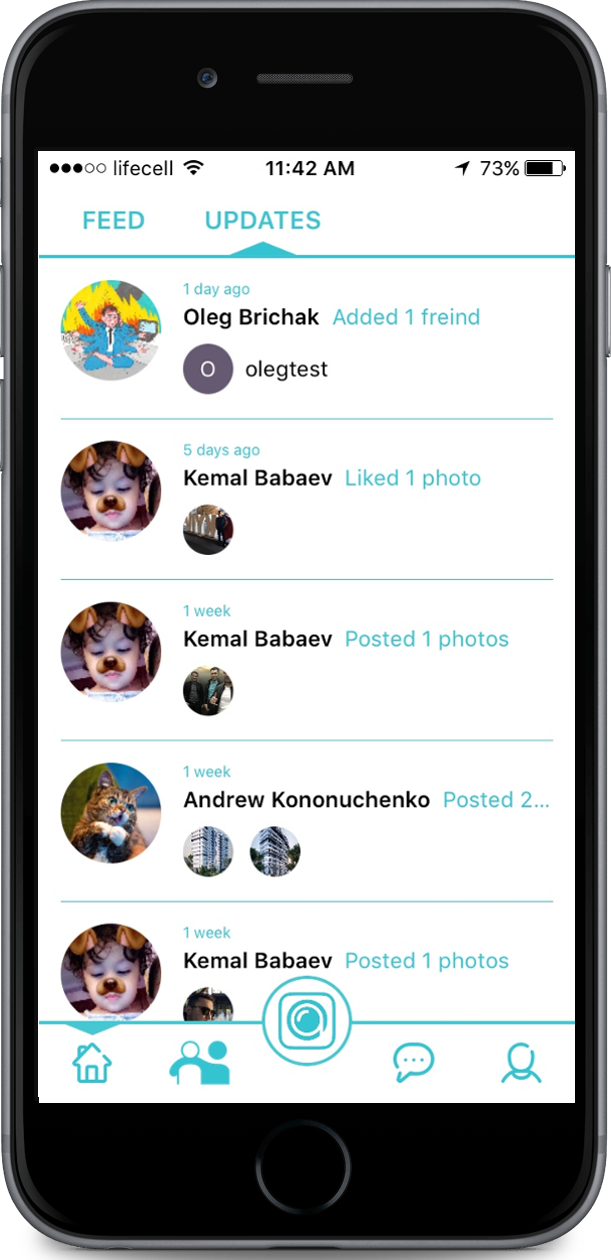 lifecell 11:42 AM 73%
FEED UPDATES
1 day ago
Oleg Brichak Added 1 freind
O olegtest
5 days ago
Kemal Babaev Liked 1 photo
1 week
Kemal Babaev Posted 1 photos
1 week
Andrew Kononuchenko Posted 2...
1 week
Kemal Babaev Posted 1 photos